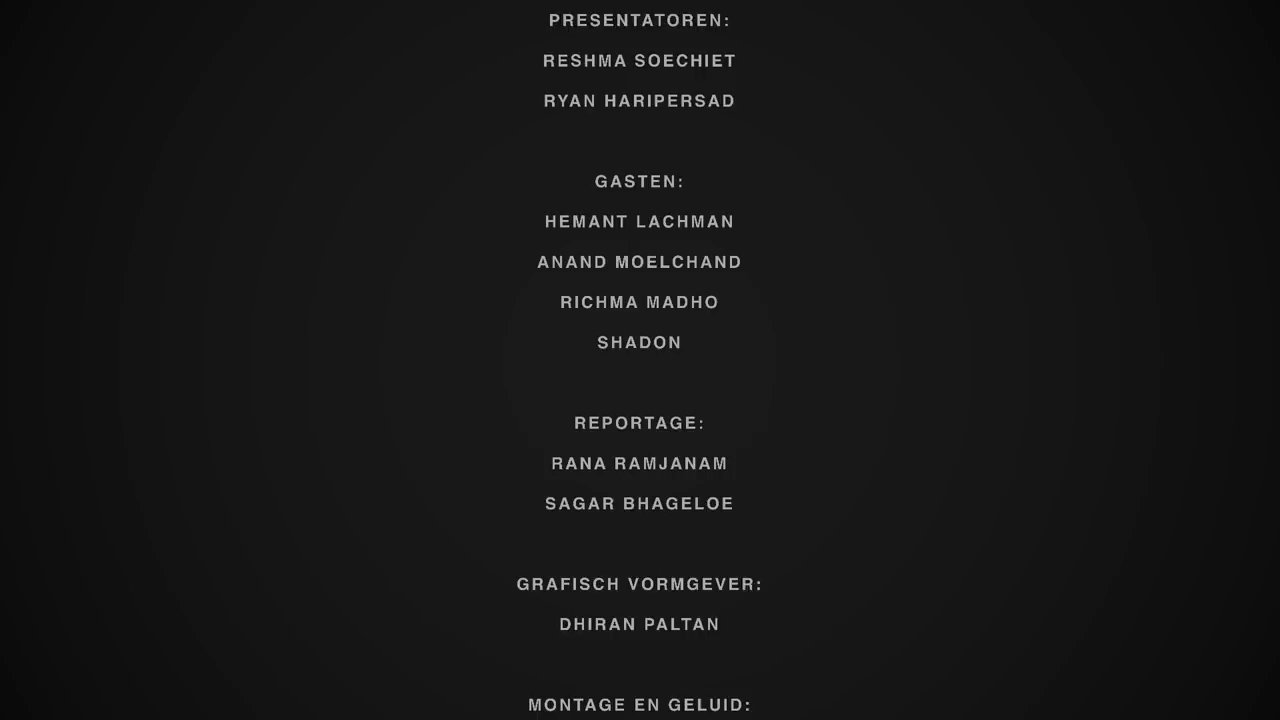 PRESENTATOREN:
RESHMA SOECHIET
RYAN HARIPERSAD
GASTEN:
HEMANT LACHMAN
ANAND MOELCHAND
RICHMA MADHO
SHADON
REPORTAGE:
RANA RAMJANAM
SAGAR BHAGELOE
GRAFISCH VORMGEVER:
DHIRAN PALTAN
MONTAGE EN GELUID: